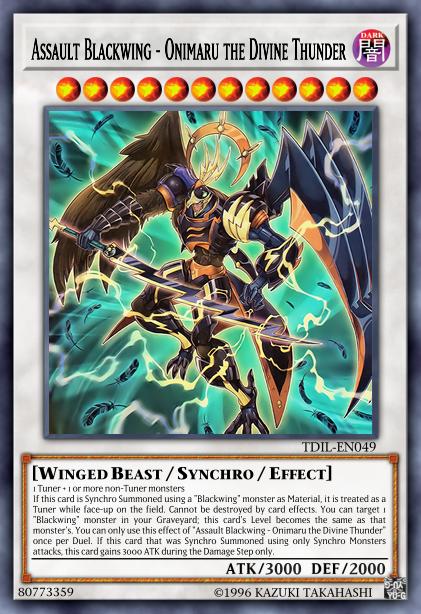 Assault Blackwing - Onimaru the Divine Thunder
DARK
闇
TDIL-EN049
[Winged Beast / Synchro / Effect]
1 Tuner + 1 or more non-Tuner monsters
If this card is Synchro Summoned using a "Blackwing" monster as Material, it is treated as a
Tuner while face-up on the field. Cannot be destroyed by card effects. You can target 1
"Blackwing" monster in your Graveyard; this card's Level becomes the same as that
monster's. You can only use this effect of "Assault Blackwing - Onimaru the Divine Thunder"
once per Duel. If this card that was Synchro Summoned using only Synchro Monsters
attacks, this card gains 3000 ATK during the Damage Step only.
ATK/3000 DEF/2000
80773359
©1996 KAZUKI TAKAHASHI